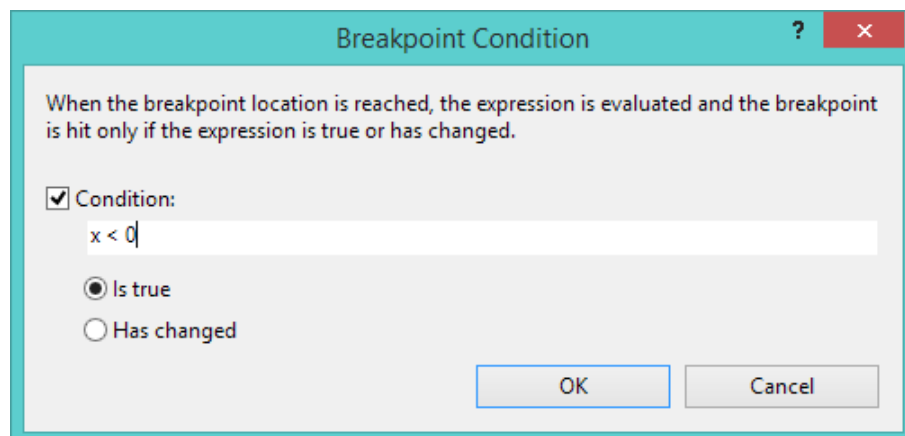 Breakpoint Condition
?
×
When the breakpoint location is reached, the expression is evaluated and the breakpoint
is hit only if the expression is true or has changed.
Condition:
x < 0
Is true
Has changed
OK
Cancel